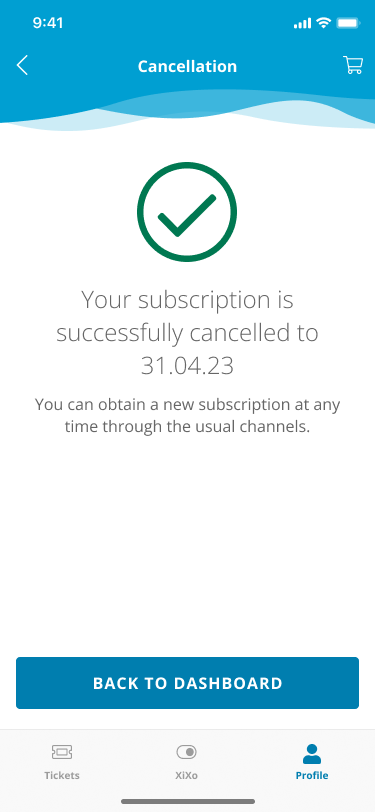 9:41
Cancellation
Your subscription is
successfully cancelled to
31.04.23
You can obtain a new subscription at any
time through the usual channels.
BACK TO DASHBOARD
Tickets
XiXo
Profile